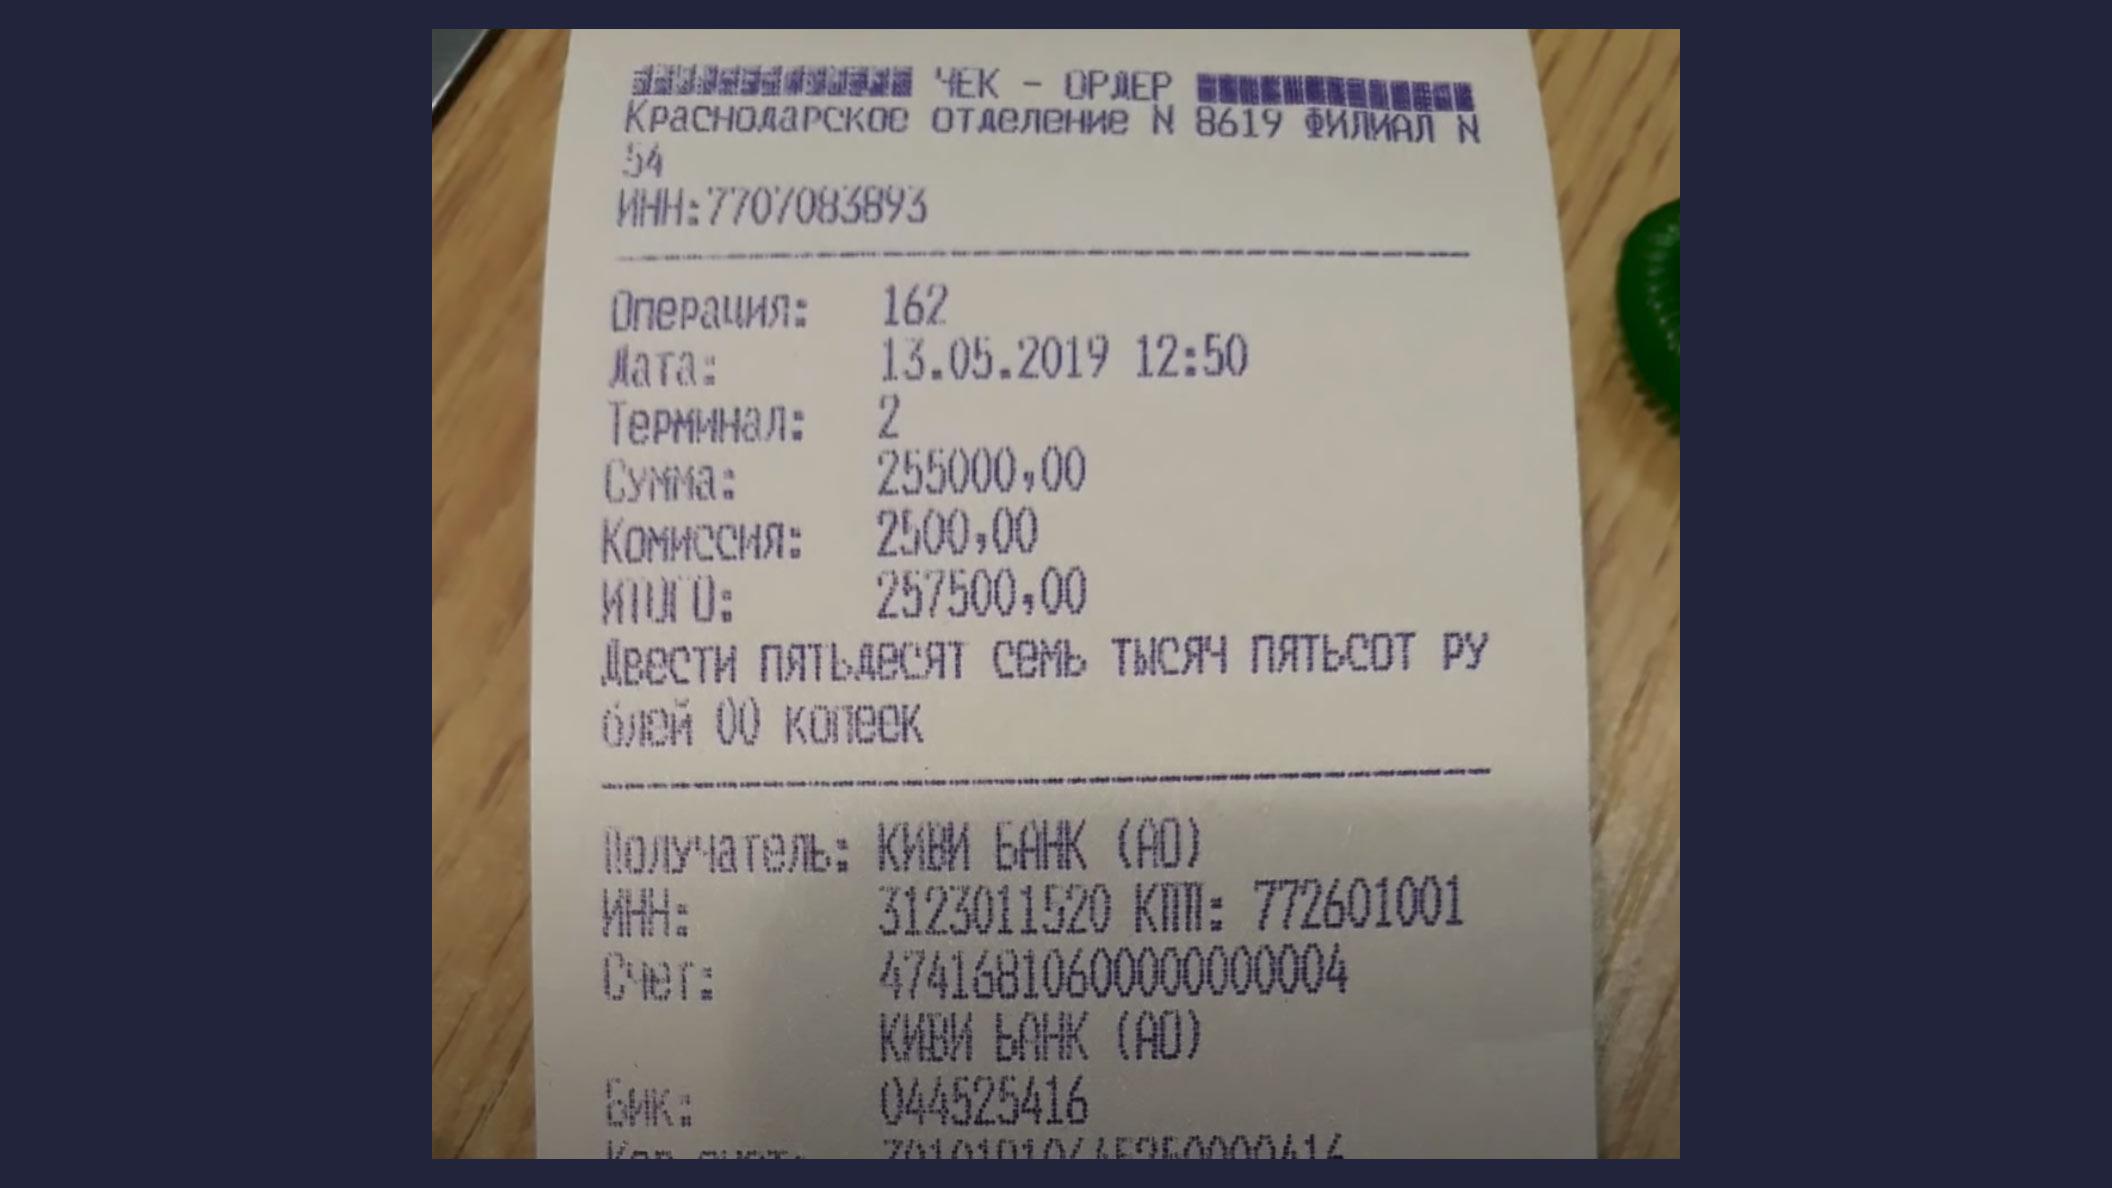 ЧЕК - ОРДЕР
Краснодарское отделение N 8619 ФИЛИАЛ N
54
ИНН:7707083893
Операция: 162
Дата: 13.05.2019 12:50
Терминал: 2
Сумма: 255000,00
Комиссия: 2500,00
ИТОГО: 257500,00
Двести пятьдесят семь тысяч пятьсот ру
блей 00 копеек
Получатель: КИВИ БАНК (АО)
ИНН: 3123011520 КПП: 772601001
Счет: 47416810600000000004
КИВИ БАНК (АО)
Бик: 044525416